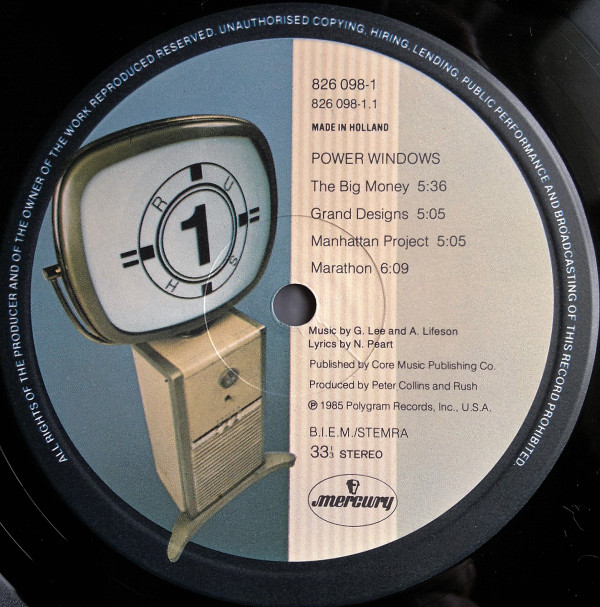 ALL RIGHTS OF THE PRODUCER AND OF THE OWNER OF THE WORK REPRODUCED RESERVED. UNAUTHORISED COPYING, HIRING, LENDING, PUBLIC PERFORMANCE AND BROADCASTING OF THIS RECORD PROHIBITED.
RUSH
1
826 098-1
826 098-1.1
MADE IN HOLLAND
POWER WINDOWS
The Big Money 5:36
Grand Designs 5:05
Manhattan Project 5:05
Marathon 6:09
Music by G. Lee and A. Lifeson
Lyrics by N. Peart
Published by Core Music Publishing Co.
Produced by Peter Collins and Rush
℗ 1985 Polygram Records, Inc., U.S.A.
B.I.E.M./STEMRA
33⅓ STEREO
mercury